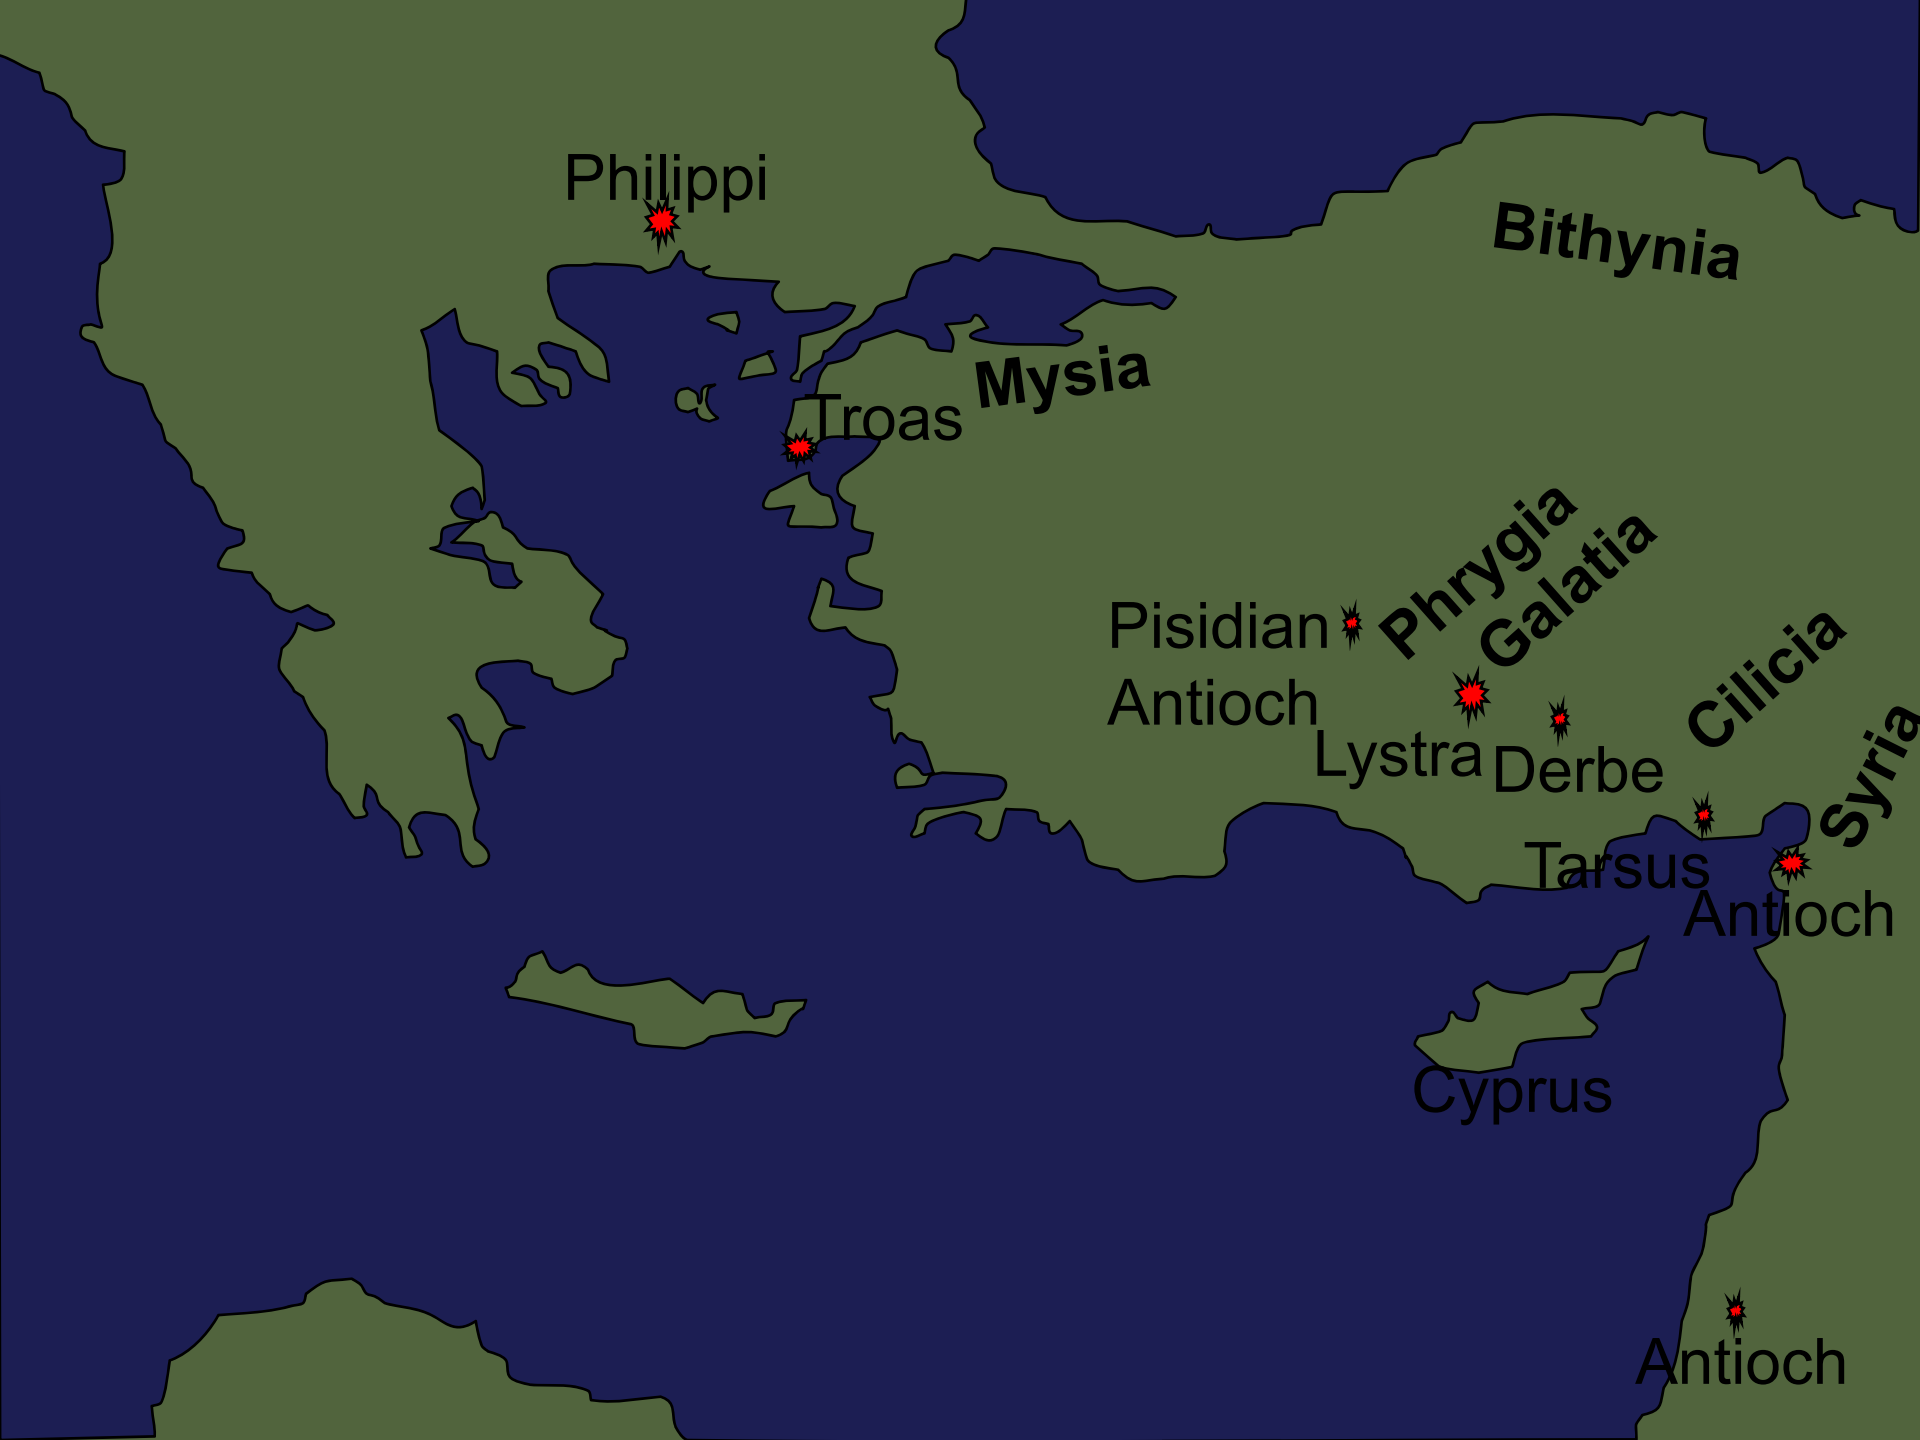 Philippi
Bithynia
Mysia
Troas
Phrygia
Galatia
Pisidian
Antioch
Cilicia
Lystra
Derbe
Syria
Tarsus
Antioch
Cyprus
Antioch